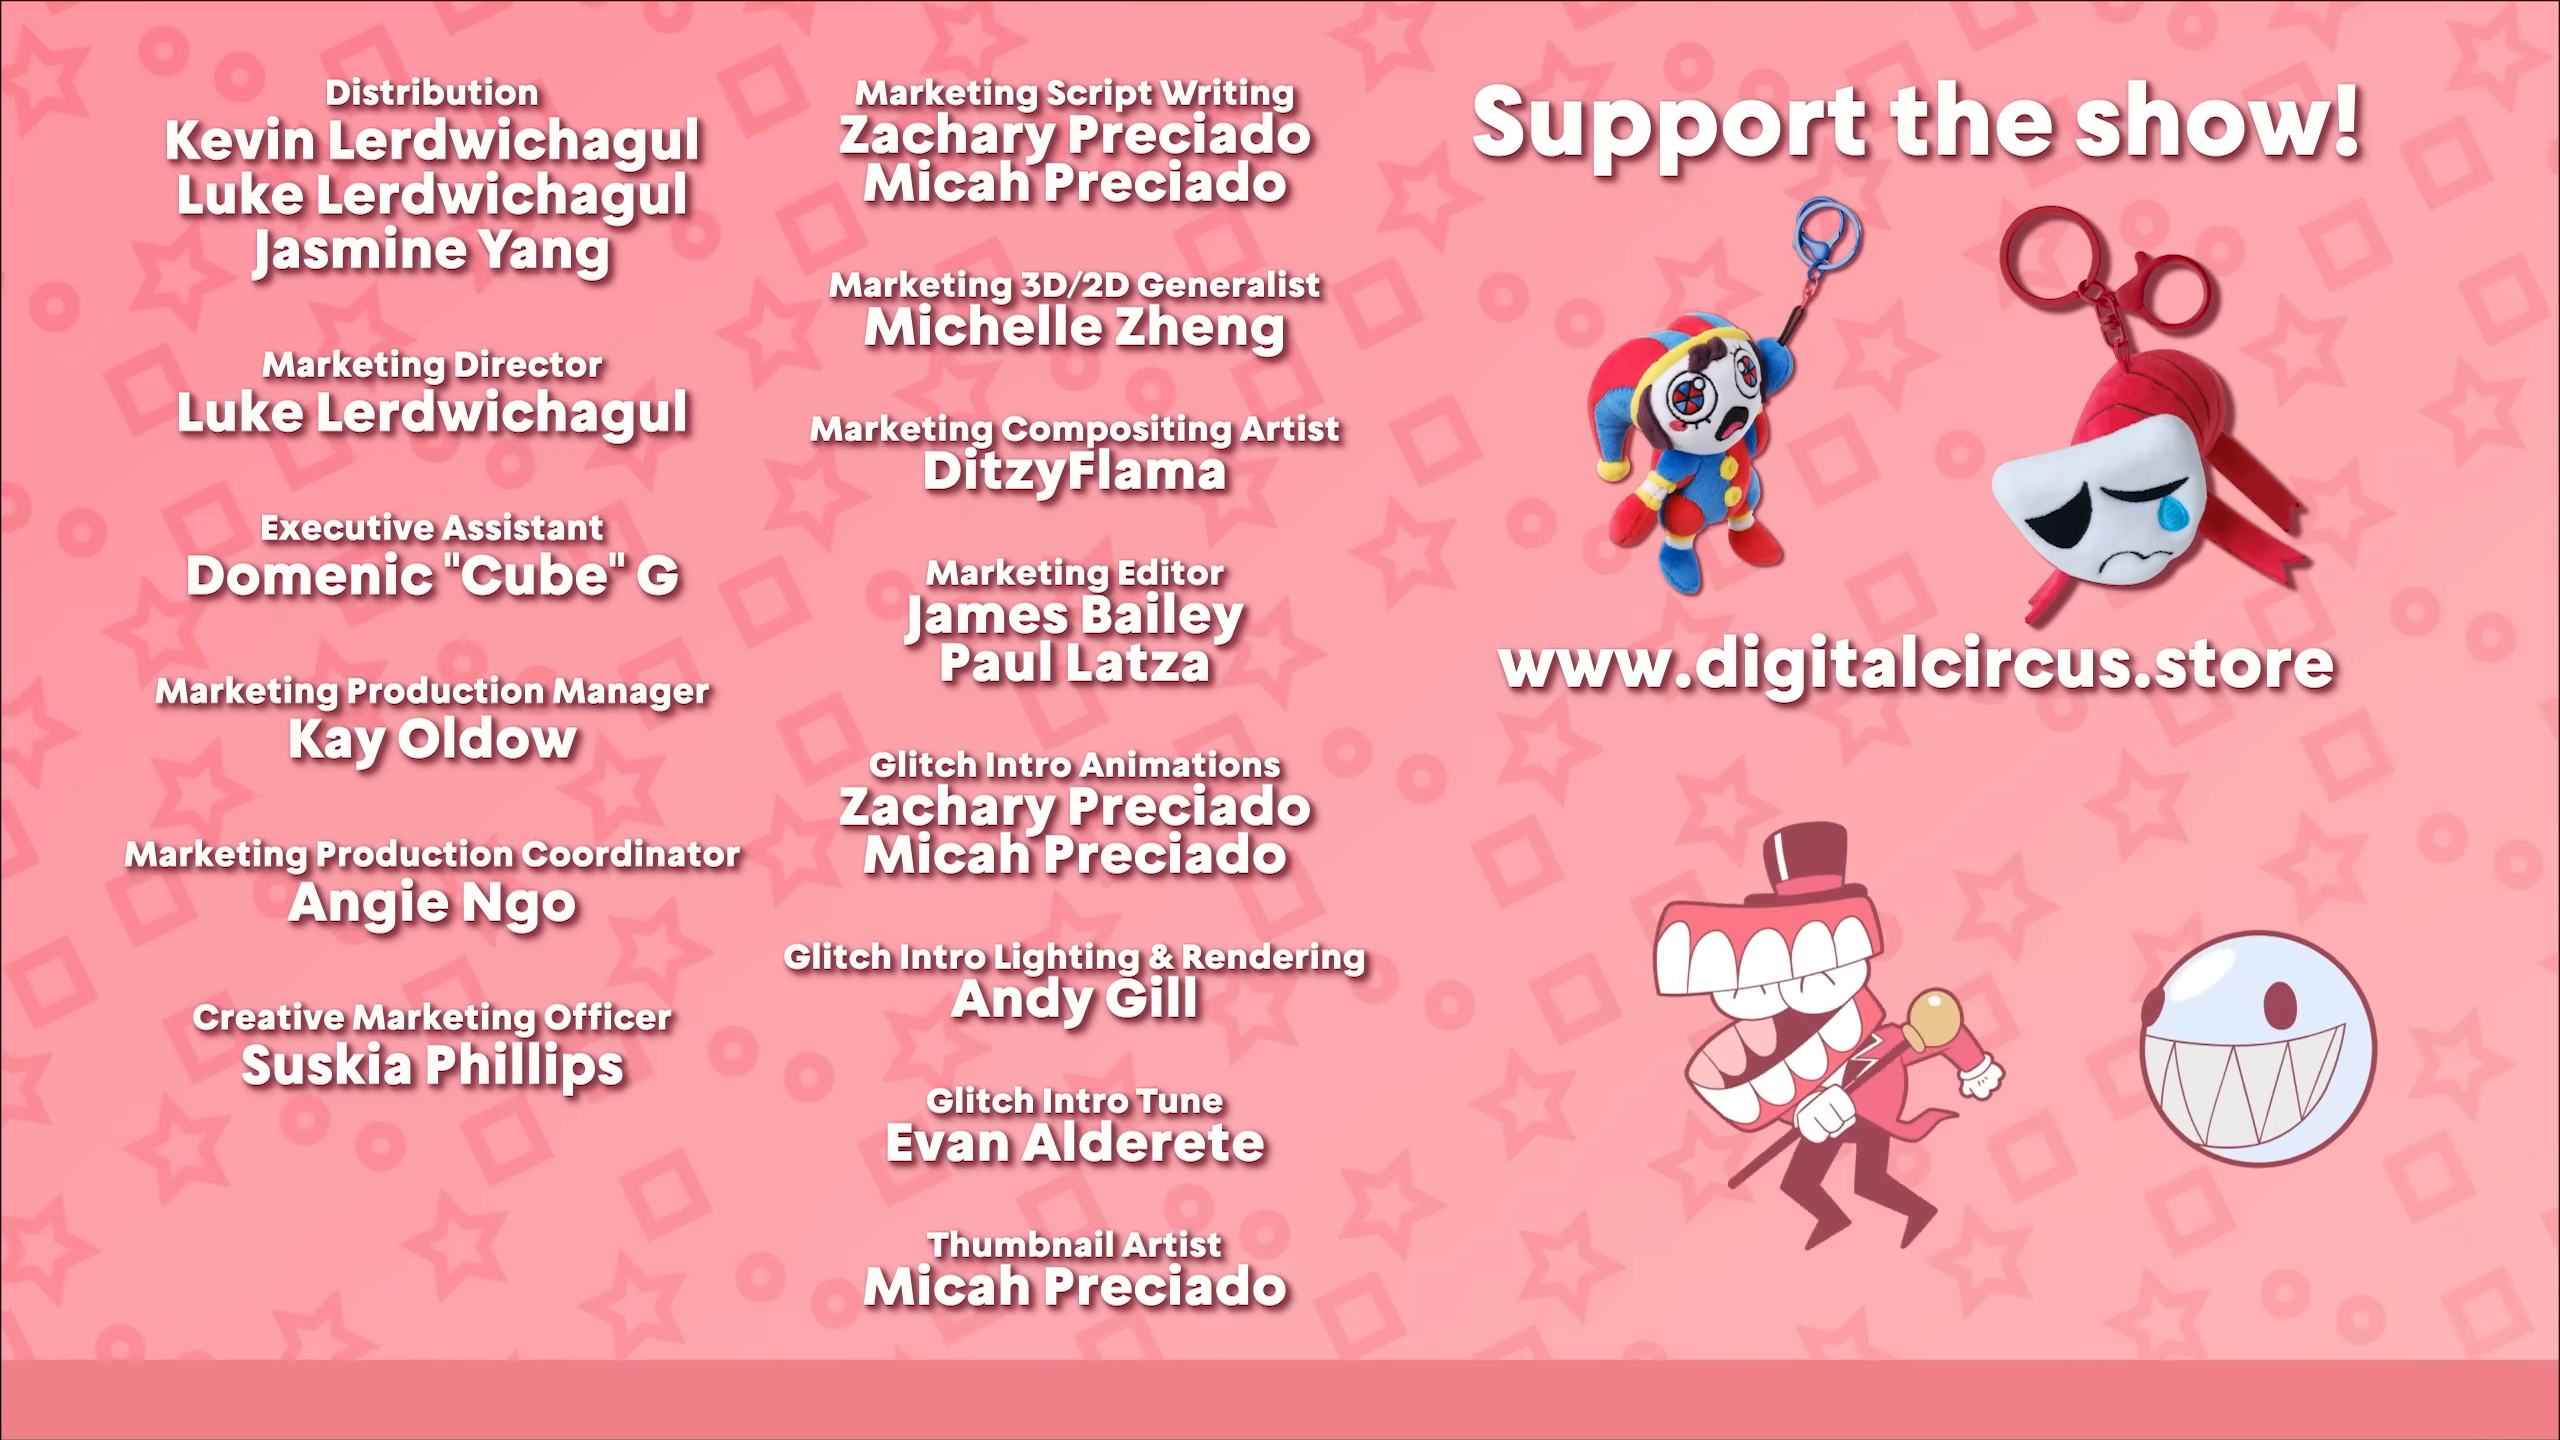 Distribution
Kevin Lerdwichagul
Luke Lerdwichagul
Jasmine Yang
Marketing Director
Luke Lerdwichagul
Executive Assistant
Domenic "Cube" G
Marketing Production Manager
Kay Oldow
Marketing Production Coordinator
Angie Ngo
Creative Marketing Officer
Suskia Phillips
Marketing Script Writing
Zachary Preciado
Micah Preciado
Marketing 3D/2D Generalist
Michelle Zheng
Marketing Compositing Artist
DitzyFlama
Marketing Editor
James Bailey
Paul Latza
Glitch Intro Animations
Zachary Preciado
Micah Preciado
Glitch Intro Lighting & Rendering
Andy Gill
Glitch Intro Tune
Evan Alderete
Thumbnail Artist
Micah Preciado
Support the show!
www.digitalcircus.store